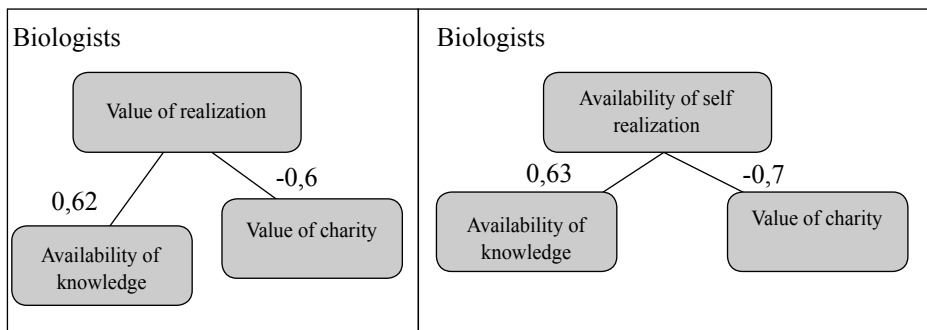 Biologists
Value of realization
0,62
-0,6
Availability of
knowledge
Value of charity
Biologists
Availability of self
realization
0,63
-0,7
Availability of
knowledge
Value of charity